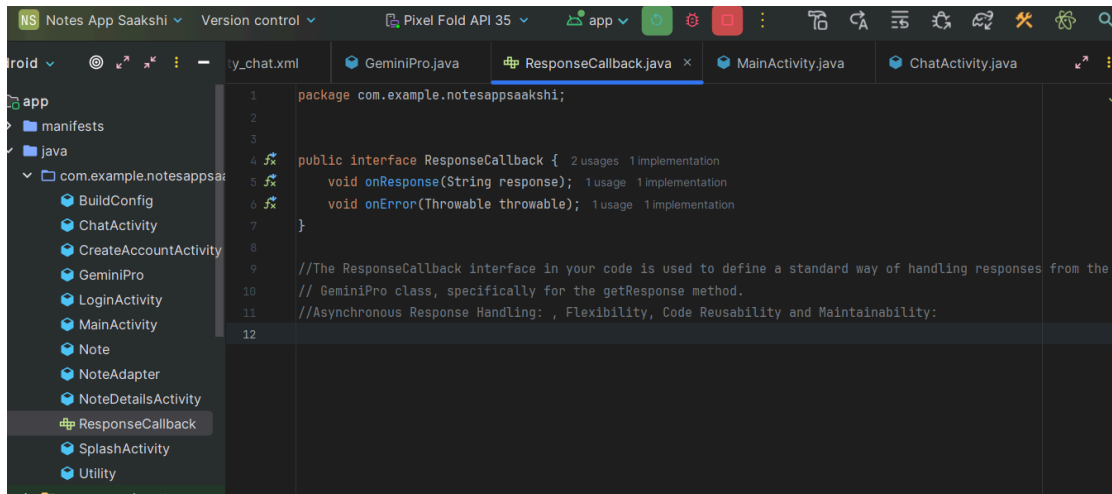 NS Notes App Saakshi Version control Pixel Fold API 35 app
ty_chat.xml GeminiPro.java ResponseCallback.java MainActivity.java ChatActivity.java
app
manifests
java
com.example.notesappsaa
BuildConfig
ChatActivity
CreateAccountActivity
GeminiPro
LoginActivity
MainActivity
Note
NoteAdapter
NoteDetailsActivity
ResponseCallback
SplashActivity
Utility
1 package com.example.notesappsaakshi;
2
3
4 public interface ResponseCallback { 2 usages 1 implementation
5 void onResponse(String response); 1 usage 1 implementation
6 void onError(Throwable throwable); 1 usage 1 implementation
7 }
8
9 //The ResponseCallback interface in your code is used to define a standard way of handling responses from the
10 // GeminiPro class, specifically for the getResponse method.
11 //Asynchronous Response Handling: , Flexibility, Code Reusability and Maintainability:
12